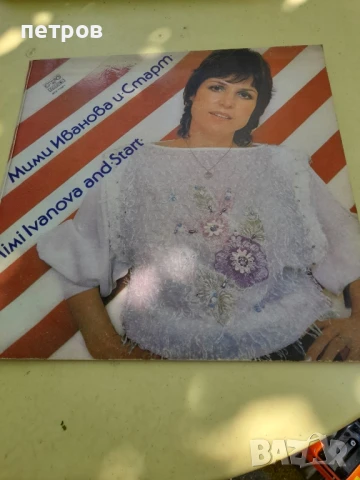 петров
Мими Иванова и Старт
Mimi Ivanova and Start
BAZAR